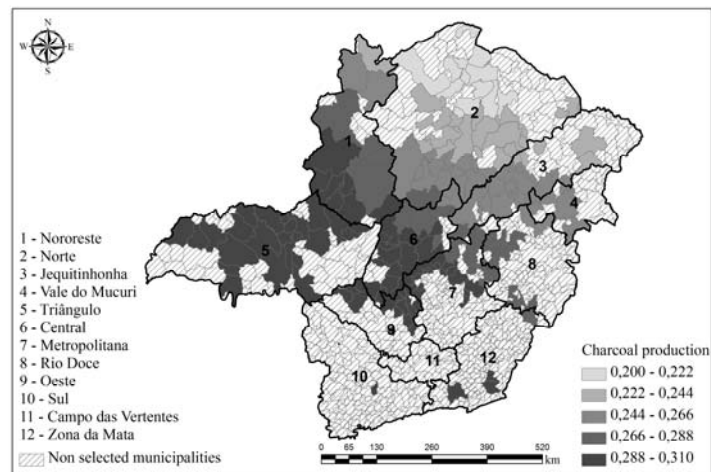 N
W E
S
1
2
3
4
5
6
7
8
9
10
11
12
1 - Nororeste
2 - Norte
3 - Jequitinhonha
4 - Vale do Mucuri
5 - Triângulo
6 - Central
7 - Metropolitana
8 - Rio Doce
9 - Oeste
10 - Sul
11 - Campo das Vertentes
12 - Zona da Mata
Non selected municipalities
Charcoal production
0,200 - 0,222
0,222 - 0,244
0,244 - 0,266
0,266 - 0,288
0,288 - 0,310
0 65 130 260 390 520
km